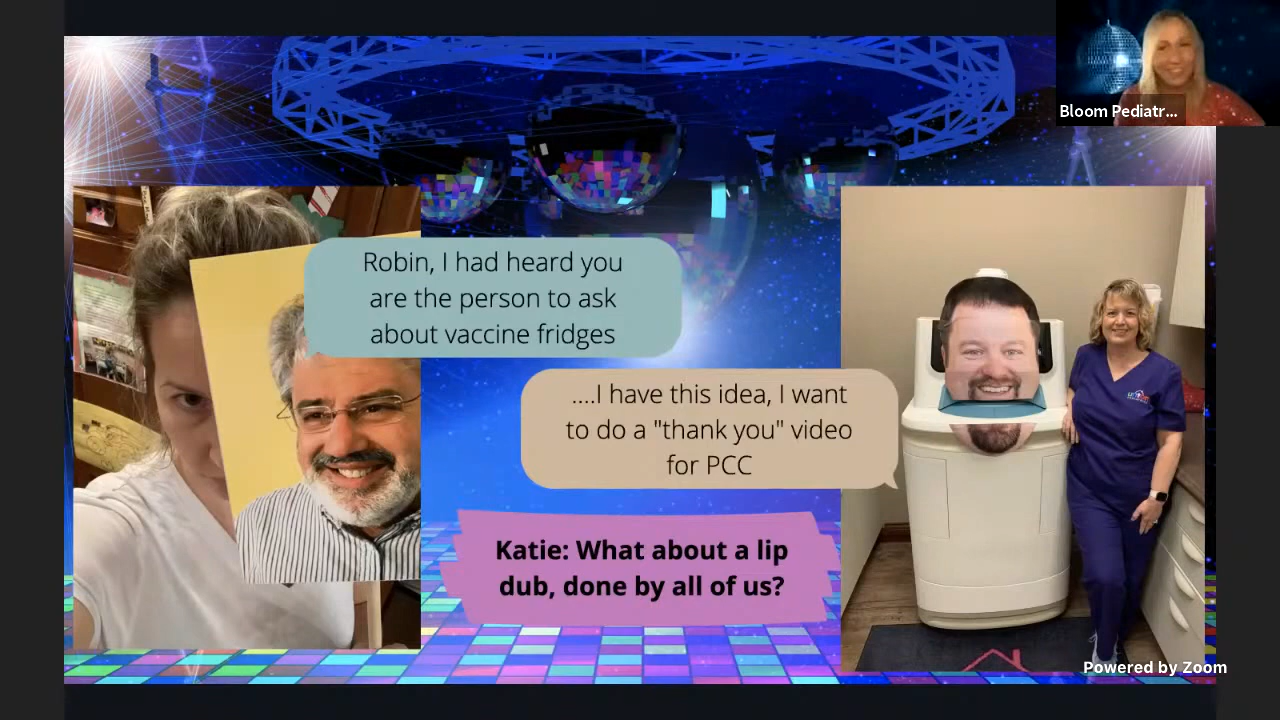 Bloom Pediatr...
Robin, I had heard you
are the person to ask
about vaccine fridges
....I have this idea, I want
to do a "thank you" video
for PCC
Katie: What about a lip
dub, done by all of us?
Powered by Zoom